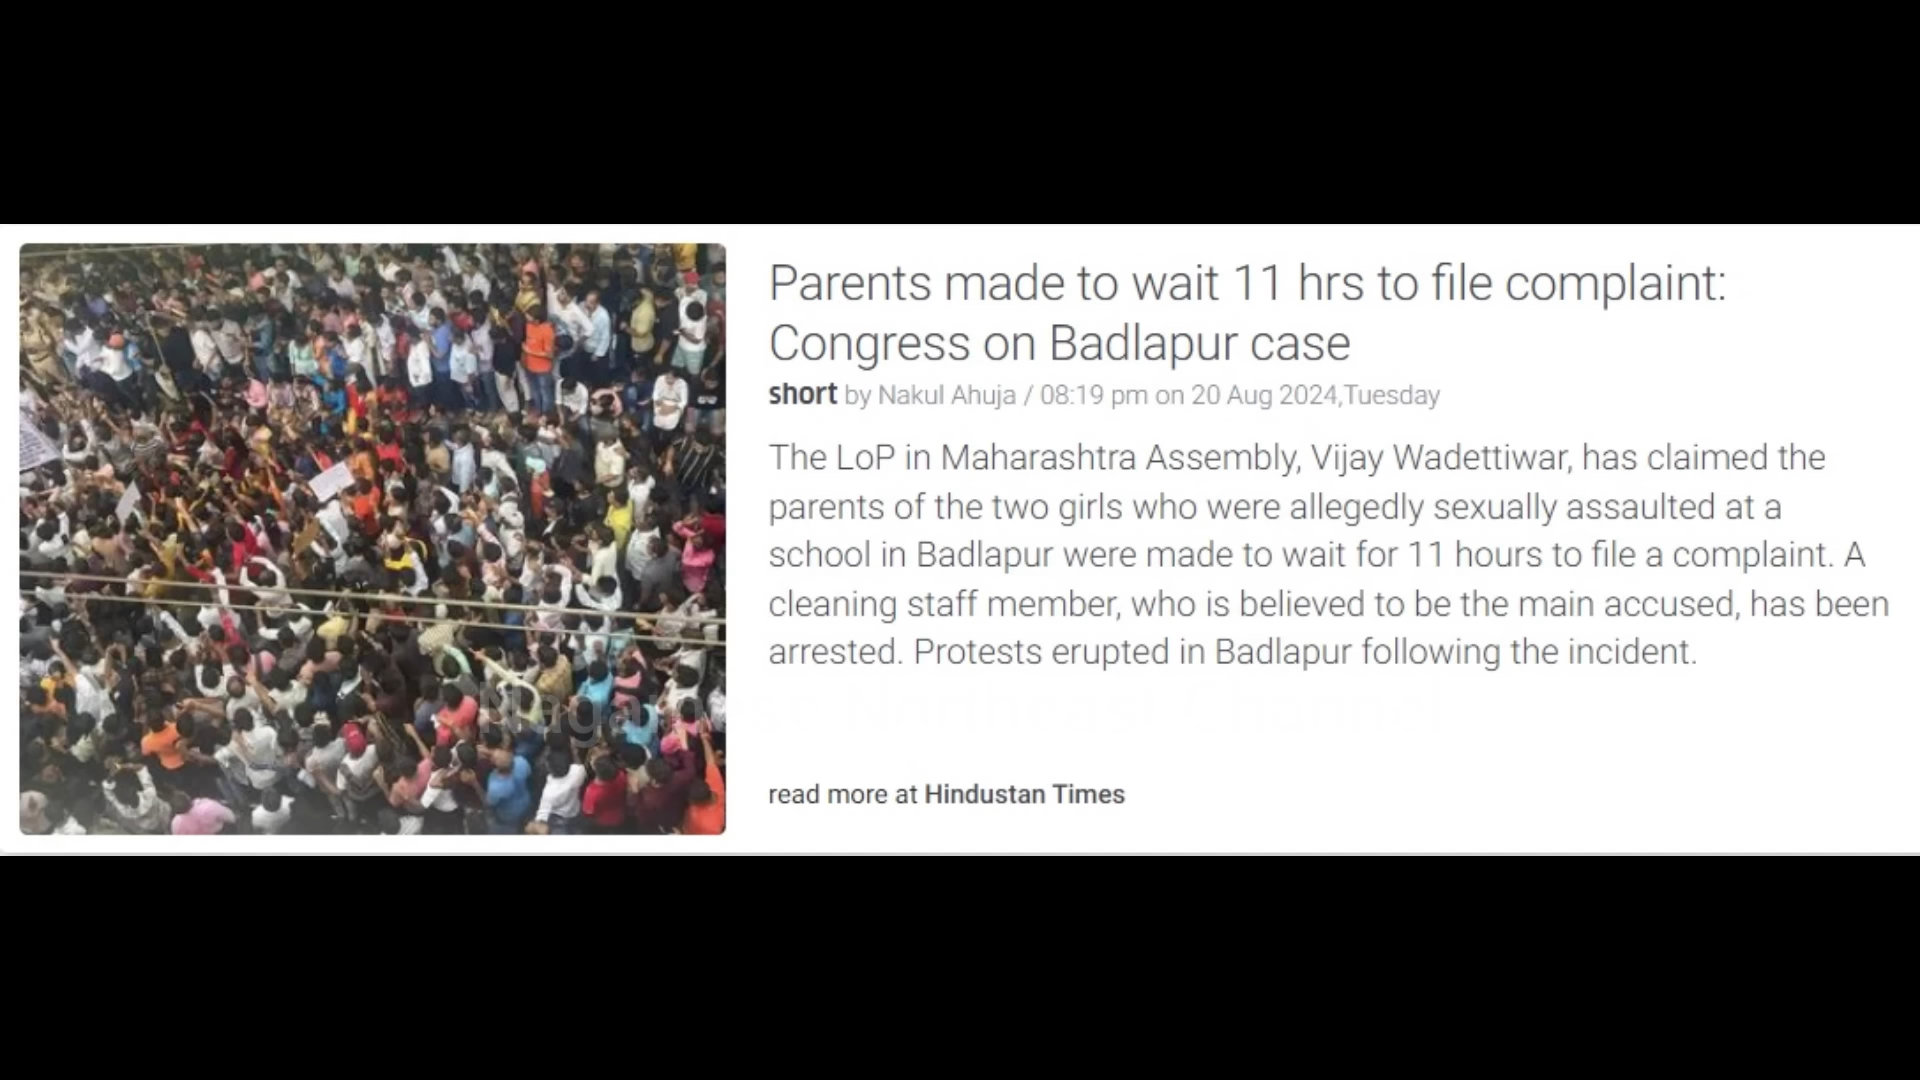 Parents made to wait 11 hrs to file complaint:
Congress on Badlapur case
short by Nakul Ahuja / 08:19 pm on 20 Aug 2024,Tuesday
The LoP in Maharashtra Assembly, Vijay Wadettiwar, has claimed the
parents of the two girls who were allegedly sexually assaulted at a
school in Badlapur were made to wait for 11 hours to file a complaint. A
cleaning staff member, who is believed to be the main accused, has been
arrested. Protests erupted in Badlapur following the incident.
Nagamese Northeast Channel
read more at Hindustan Times